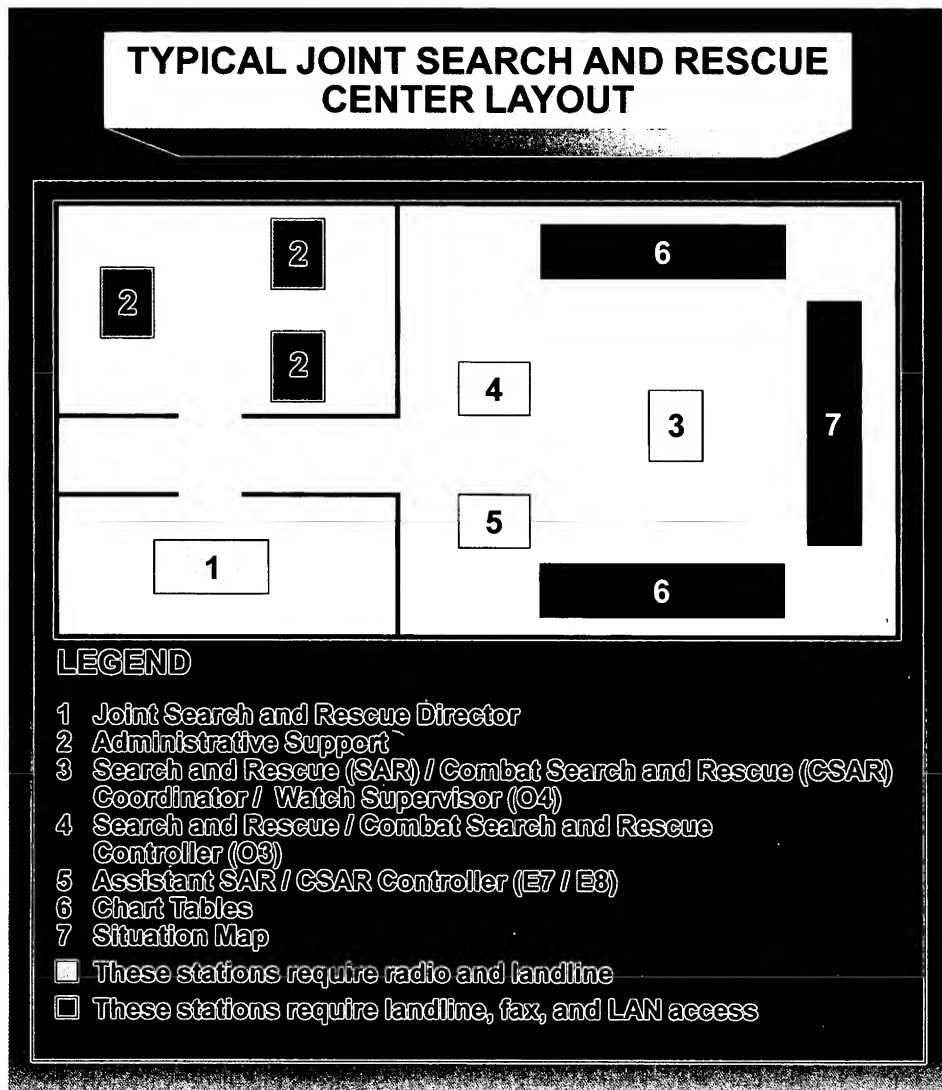 TYPICAL JOINT SEARCH AND RESCUE
CENTER LAYOUT
2
2
2
6
4
3
7
5
1
6
LEGEND
1 Joint Search and Rescue Director
2 Administrative Support
3 Search and Rescue (SAR) / Combat Search and Rescue (CSAR)
Coordinator / Watch Supervisor (O4)
4 Search and Rescue / Combat Search and Rescue
Controller (O3)
5 Assistant SAR / CSAR Controller (E7 / E8)
6 Chart Tables
7 Situation Map
These stations require radio and landline
These stations require landline, fax, and LAN access